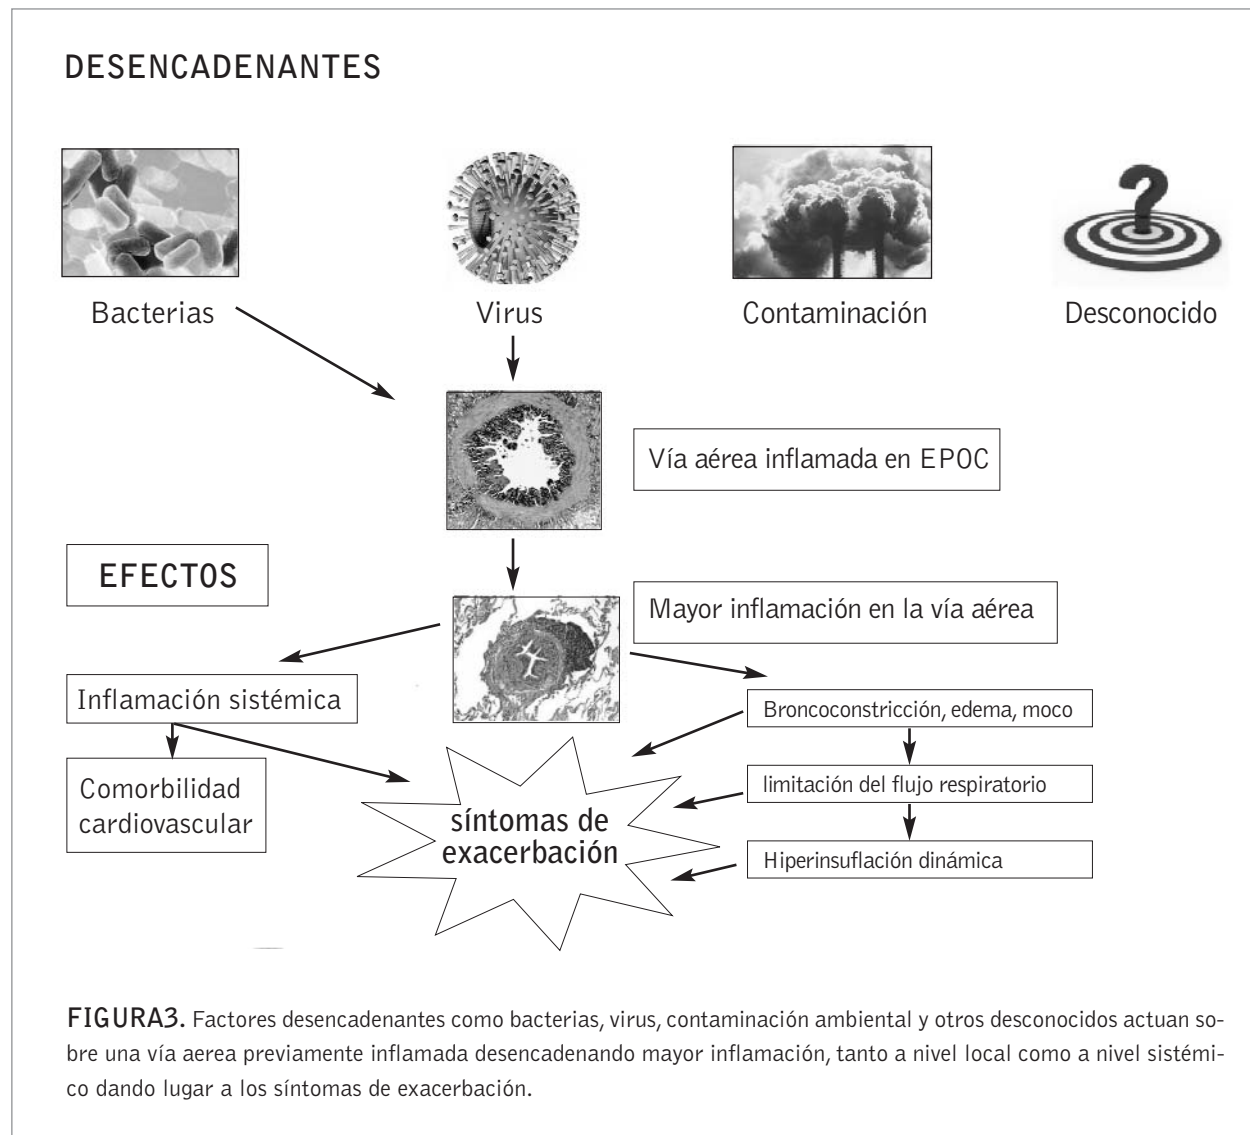 DESENCADENANTES
Bacterias
Virus
Contaminación
Desconocido
Vía aérea inflamada en EPOC
EFECTOS
Mayor inflamación en la vía aérea
Inflamación sistémica
Broncoconstricción, edema, moco
Comorbilidad
cardiovascular
limitación del flujo respiratorio
síntomas de
exacerbación
Hiperinsuflación dinámica
FIGURA3. Factores desencadenantes como bacterias, virus, contaminación ambiental y otros desconocidos actuan so-
bre una vía aerea previamente inflamada desencadenando mayor inflamación, tanto a nivel local como a nivel sistémi-
co dando lugar a los síntomas de exacerbación.